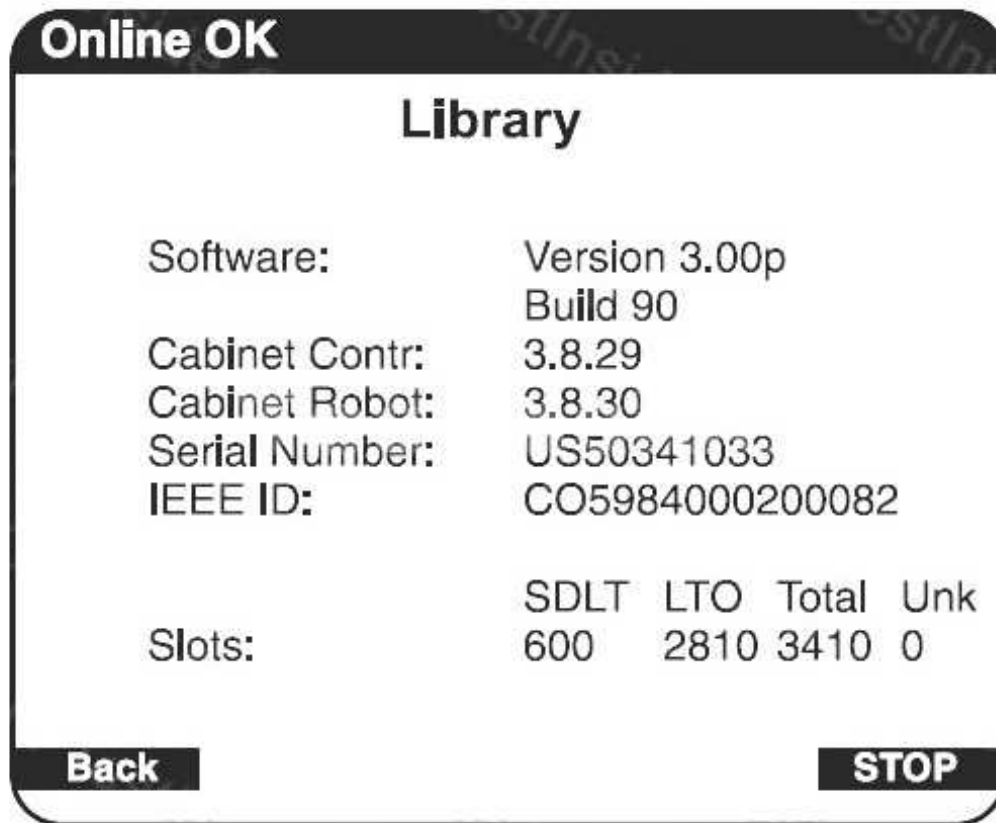 Online OK
Library
Software: Version 3.00p
Build 90
Cabinet Contr: 3.8.29
Cabinet Robot: 3.8.30
Serial Number: US50341033
IEEE ID: CO5984000200082
SDLT LTO Total Unk
Slots: 600 2810 3410 0
Back STOP